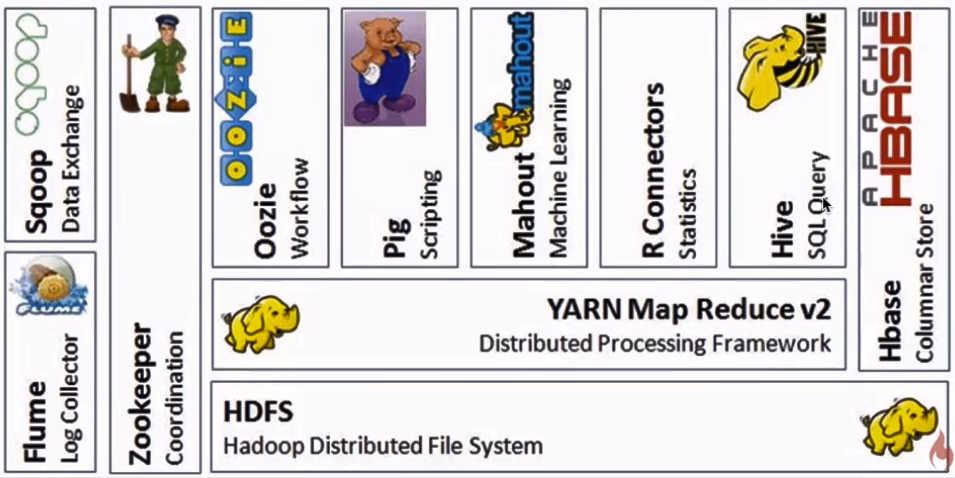 Sqoop
Data Exchange
Flume
Log Collector
FLUME
Zookeeper
Coordination
OOZiE
Oozie
Workflow
Pig
Scripting
mahout
Mahout
Machine Learning
R Connectors
Statistics
HIVE
Hive
SQL Query
APACHE
HBASE
Hbase
Columnar Store
YARN Map Reduce v2
Distributed Processing Framework
HDFS
Hadoop Distributed File System